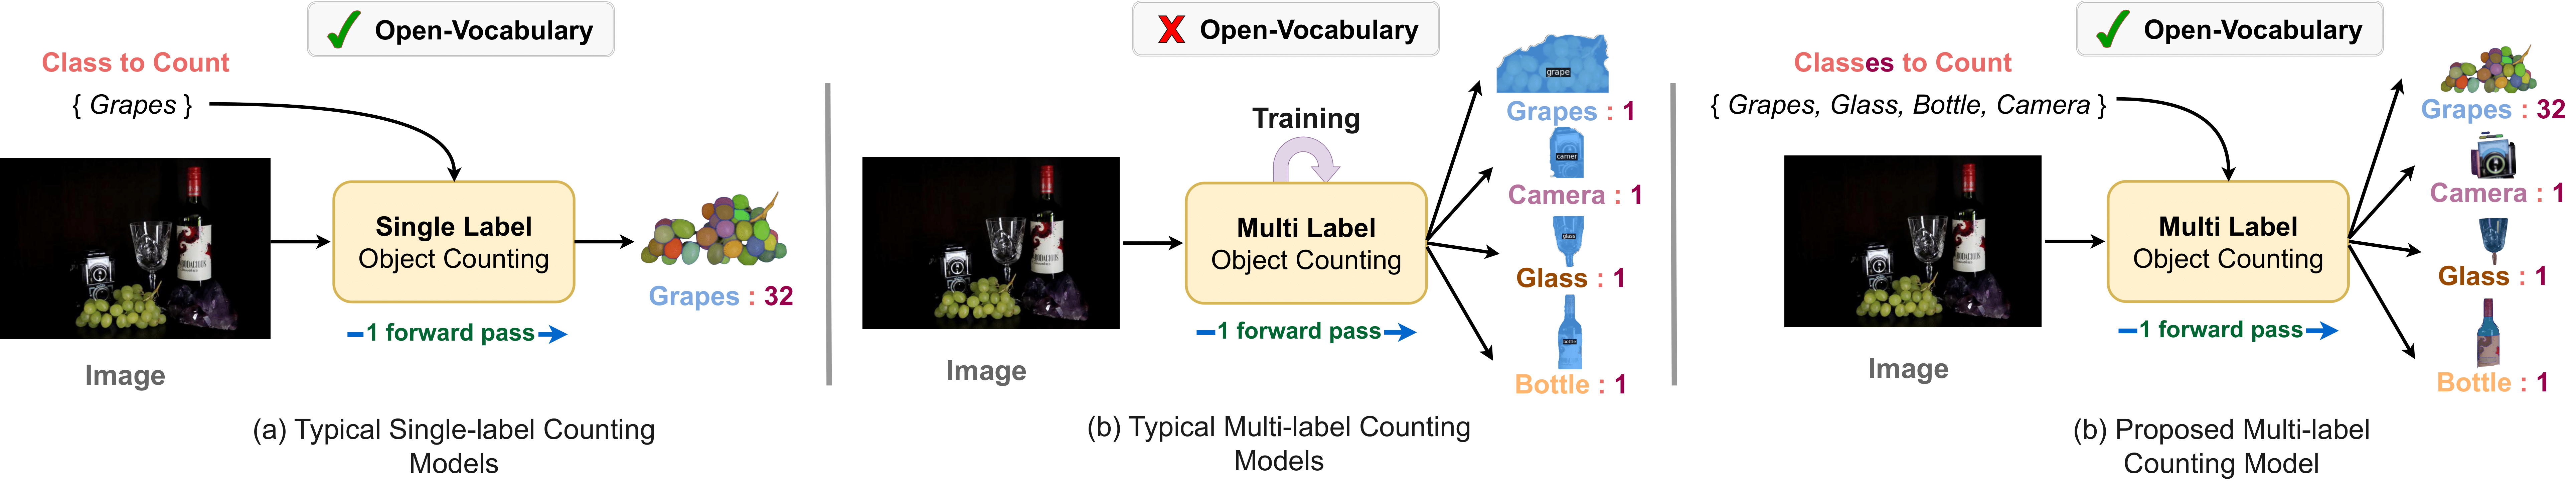 Open-Vocabulary
Class to Count
{ Grapes }
Single Label
Object Counting
Grapes : 32
1 forward pass
Image
(a) Typical Single-label Counting
Models
X Open-Vocabulary
Training
grape
Grapes : 1
camer
Camera : 1
glass
Glass : 1
bottle
Bottle : 1
Multi Label
Object Counting
1 forward pass
Image
(b) Typical Multi-label Counting
Models
Open-Vocabulary
Classes to Count
{ Grapes, Glass, Bottle, Camera }
Multi Label
Object Counting
Grapes : 32
Camera : 1
Glass : 1
Bottle : 1
1 forward pass
Image
(b) Proposed Multi-label
Counting Model